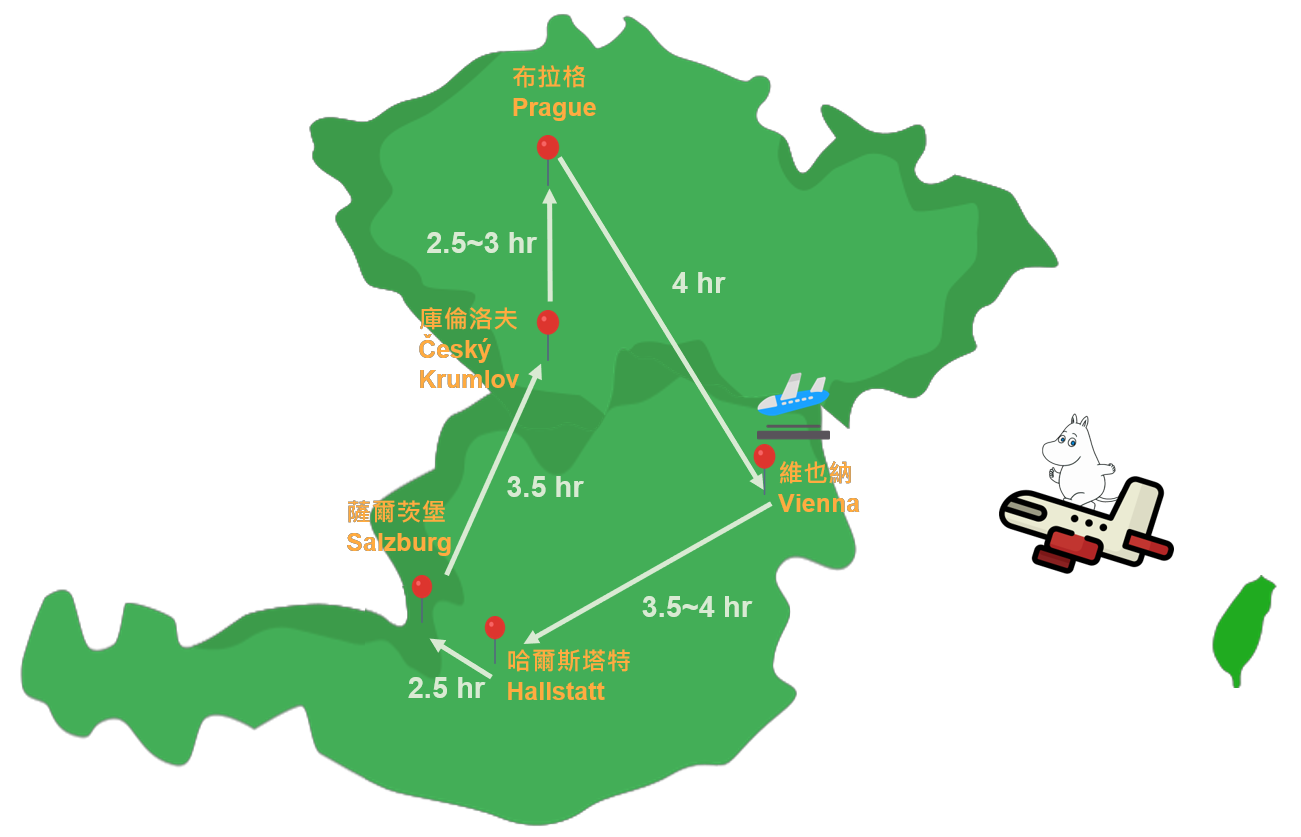 布拉格
Prague
2.5~3 hr
4 hr
庫倫洛夫
Český
Krumlov
維也納
Vienna
3.5 hr
薩爾茨堡
Salzburg
3.5~4 hr
哈爾斯塔特
Hallstatt
2.5 hr